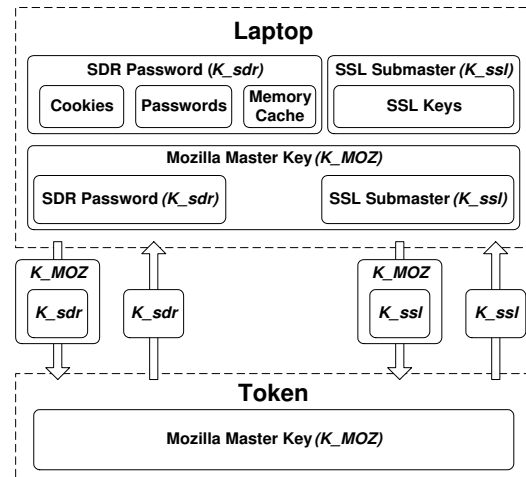 Laptop
SDR Password (K_sdr)
Cookies
Passwords
Memory
Cache
SSL Submaster (K_ssl)
SSL Keys
Mozilla Master Key (K_MOZ)
SDR Password (K_sdr)
SSL Submaster (K_ssl)
K_MOZ
K_sdr
K_sdr
K_MOZ
K_ssl
K_ssl
Token
Mozilla Master Key (K_MOZ)